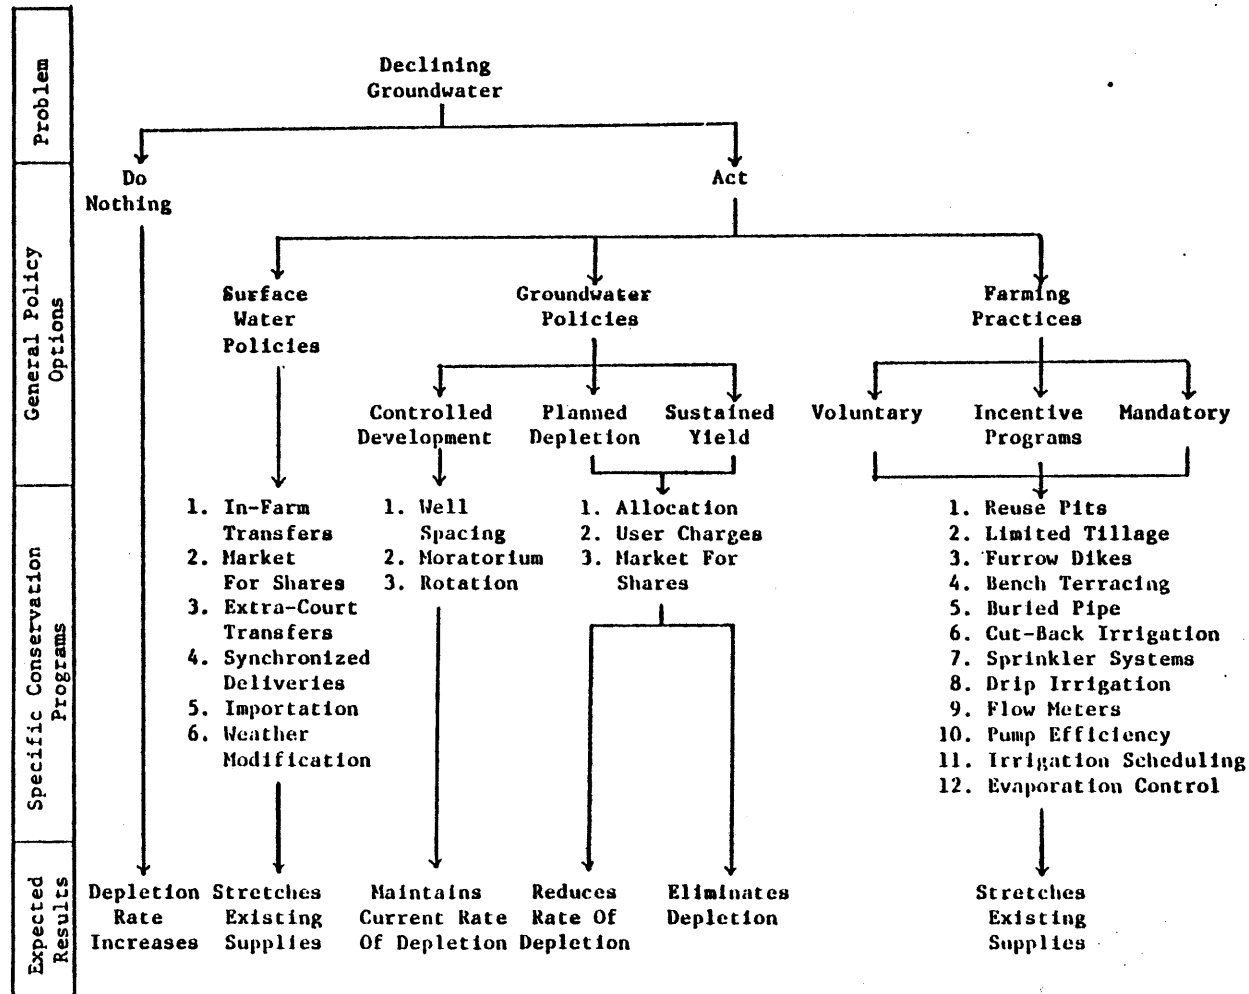 Problem
Declining
Groundwater
General Policy
Options
Do
Nothing
Act
Surface
Water
Policies
Groundwater
Policies
Farming
Practices
Controlled
Development
Planned
Depletion
Sustained
Yield
Voluntary
Incentive
Programs
Mandatory
Specific Conservation
Programs
1. In-Farm
Transfers
2. Market
For Shares
3. Extra-Court
Transfers
4. Synchronized
Deliveries
5. Importation
6. Weather
Modification
1. Well
Spacing
2. Moratorium
3. Rotation
1. Allocation
2. User Charges
3. Market For
Shares
1. Reuse Pits
2. Limited Tillage
3. Furrow Dikes
4. Bench Terracing
5. Buried Pipe
6. Cut-Back Irrigation
7. Sprinkler Systems
8. Drip Irrigation
9. Flow Meters
10. Pump Efficiency
11. Irrigation Scheduling
12. Evaporation Control
Expected
Results
Depletion
Rate
Increases
Stretches
Existing
Supplies
Maintains
Current Rate
Of Depletion
Reduces
Rate Of
Depletion
Eliminates
Depletion
Stretches
Existing
Supplies